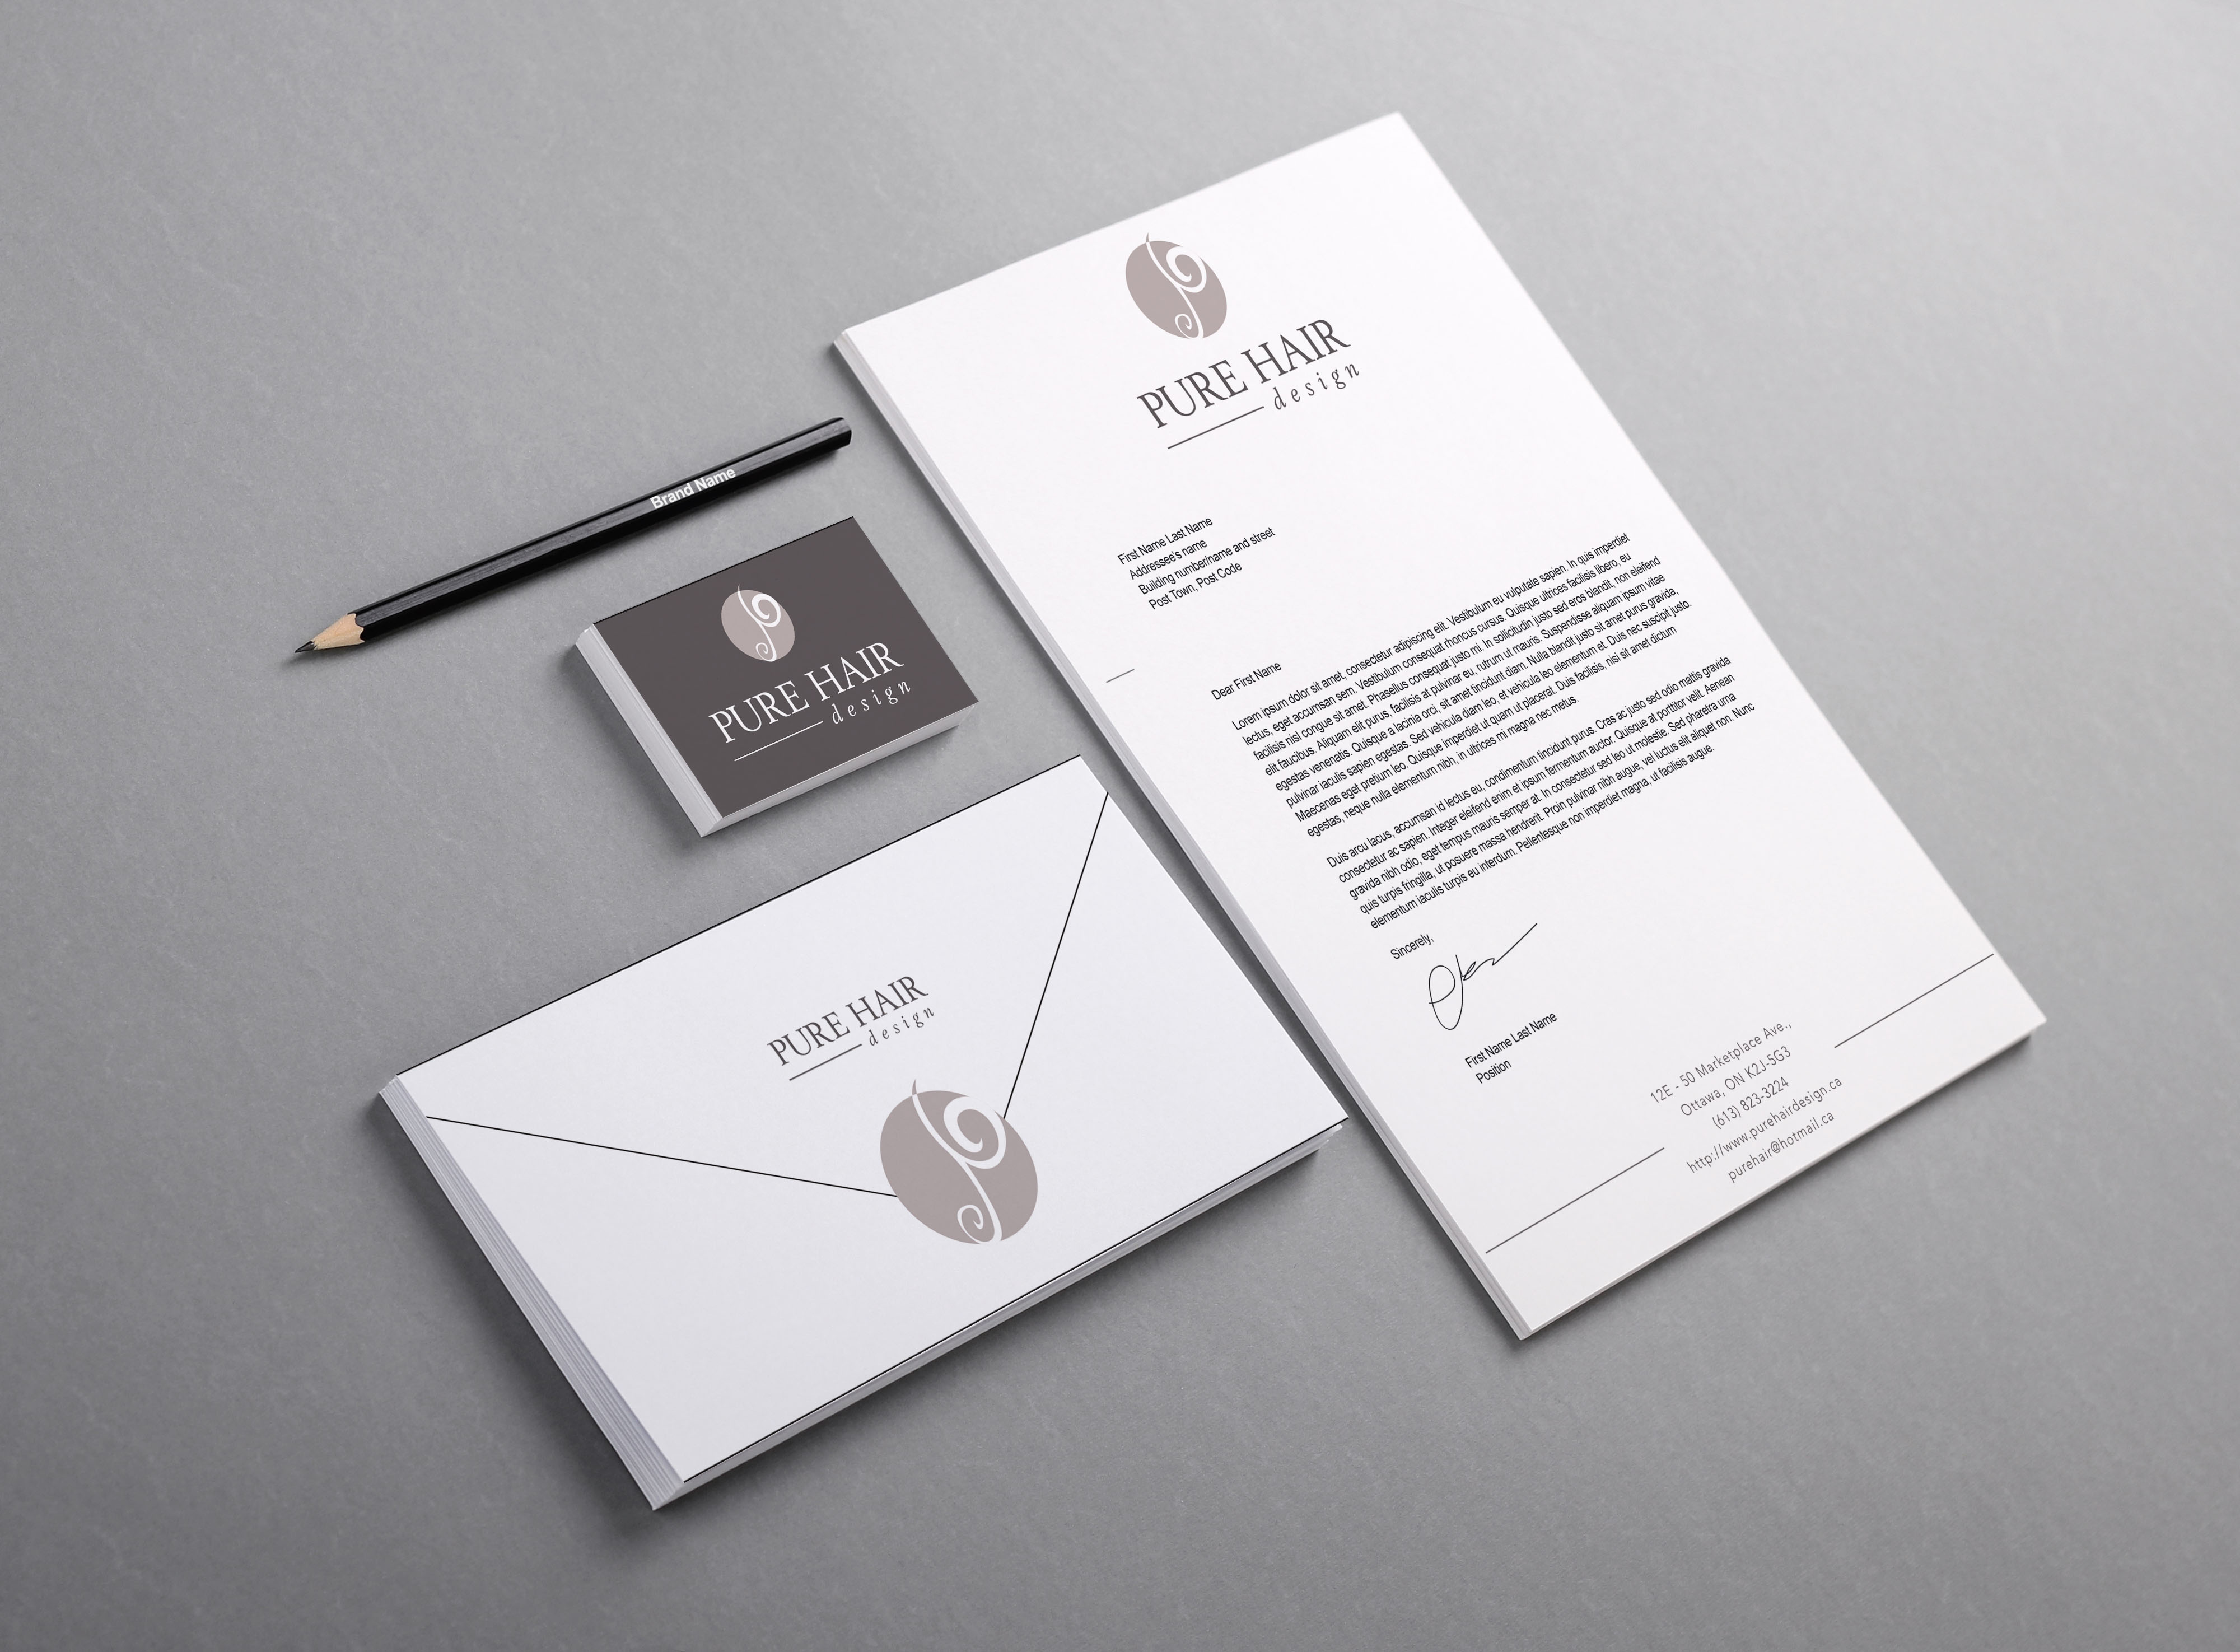 PURE HAIR
design
First Name Last Name
Addressee's name
Building number/name and street
Post Town, Post Code
Dear First Name
Lorem ipsum dolor sit amet, consectetur adipiscing elit. Vestibulum eu vulputate sapien. In quis imperdiet
lectus, eget accumsan sem. Vestibulum consequat rhoncus cursus. Quisque ultrices facilisis libero, eu
facilisis nisl congue sit amet. Phasellus consequat justo mi. In sollicitudin justo sed eros blandit, non eleifend
elit faucibus. Aliquam elit purus, facilisis at pulvinar eu, rutrum ut mauris. Suspendisse aliquam ipsum vitae
egestas venenatis. Quisque a lacinia orci, sit amet tincidunt diam. Nulla blandit justo sit amet purus gravida,
pulvinar iaculis sapien egestas. Sed vehicula diam leo, et vehicula leo elementum et. Duis nec suscipit justo.
Maecenas eget pretium leo. Quisque imperdiet ut quam ut placerat. Duis facilisis, nisi sit amet dictum
egestas, neque nulla elementum nibh, in ultrices mi magna nec metus.
Duis arcu lacus, accumsan id lectus eu, condimentum tincidunt purus. Cras ac justo sed odio mattis gravida
consectetur ac sapien. Integer eleifend enim et ipsum fermentum auctor. Quisque at porttitor velit. Aenean
gravida nibh odio, eget tempus mauris semper at. In consectetur sed leo ut molestie. Sed pharetra urna
quis turpis fringilla, ut posuere massa hendrerit. Proin pulvinar nibh augue, vel luctus elit aliquet non. Nunc
elementum iaculis turpis eu interdum. Pellentesque non imperdiet magna, ut facilisis augue.
Sincerely,
First Name Last Name
Position
12E - 50 Marketplace Ave.,
Ottawa, ON K2J-5G3
(613) 823-3224
http://www.purehairdesign.ca
purehair@hotmail.ca
Brand Name
PURE HAIR
design
PURE HAIR
design